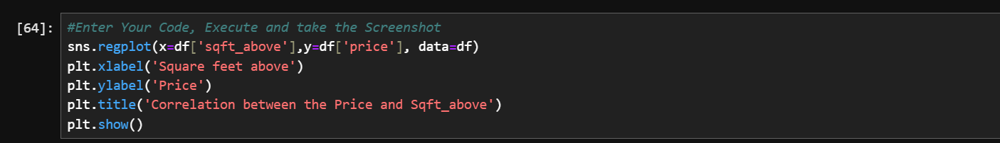 [64]: #Enter Your Code, Execute and take the Screenshot
sns.regplot(x=df['sqft_above'],y=df['price'], data=df)
plt.xlabel('Square feet above')
plt.ylabel('Price')
plt.title('Correlation between the Price and Sqft_above')
plt.show()